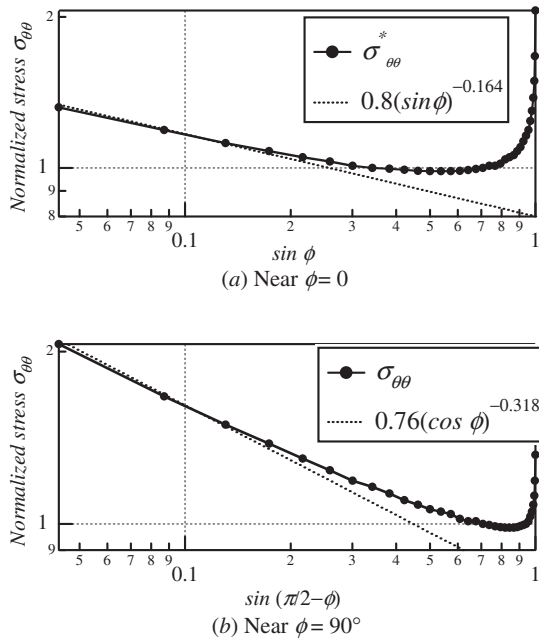 Normalized stress σθθ
2
1
9
8
σ*θθ
0.8(sinϕ)^−0.164
5 6 7 8 9 0.1 2 3 4 5 6 7 8 9 1
sin ϕ
(a) Near ϕ= 0
Normalized stress σθθ
2
1
9
σθθ
0.76(cos ϕ)^−0.318
5 6 7 8 9 0.1 2 3 4 5 6 7 8 9 1
sin (π/2−ϕ)
(b) Near ϕ= 90°